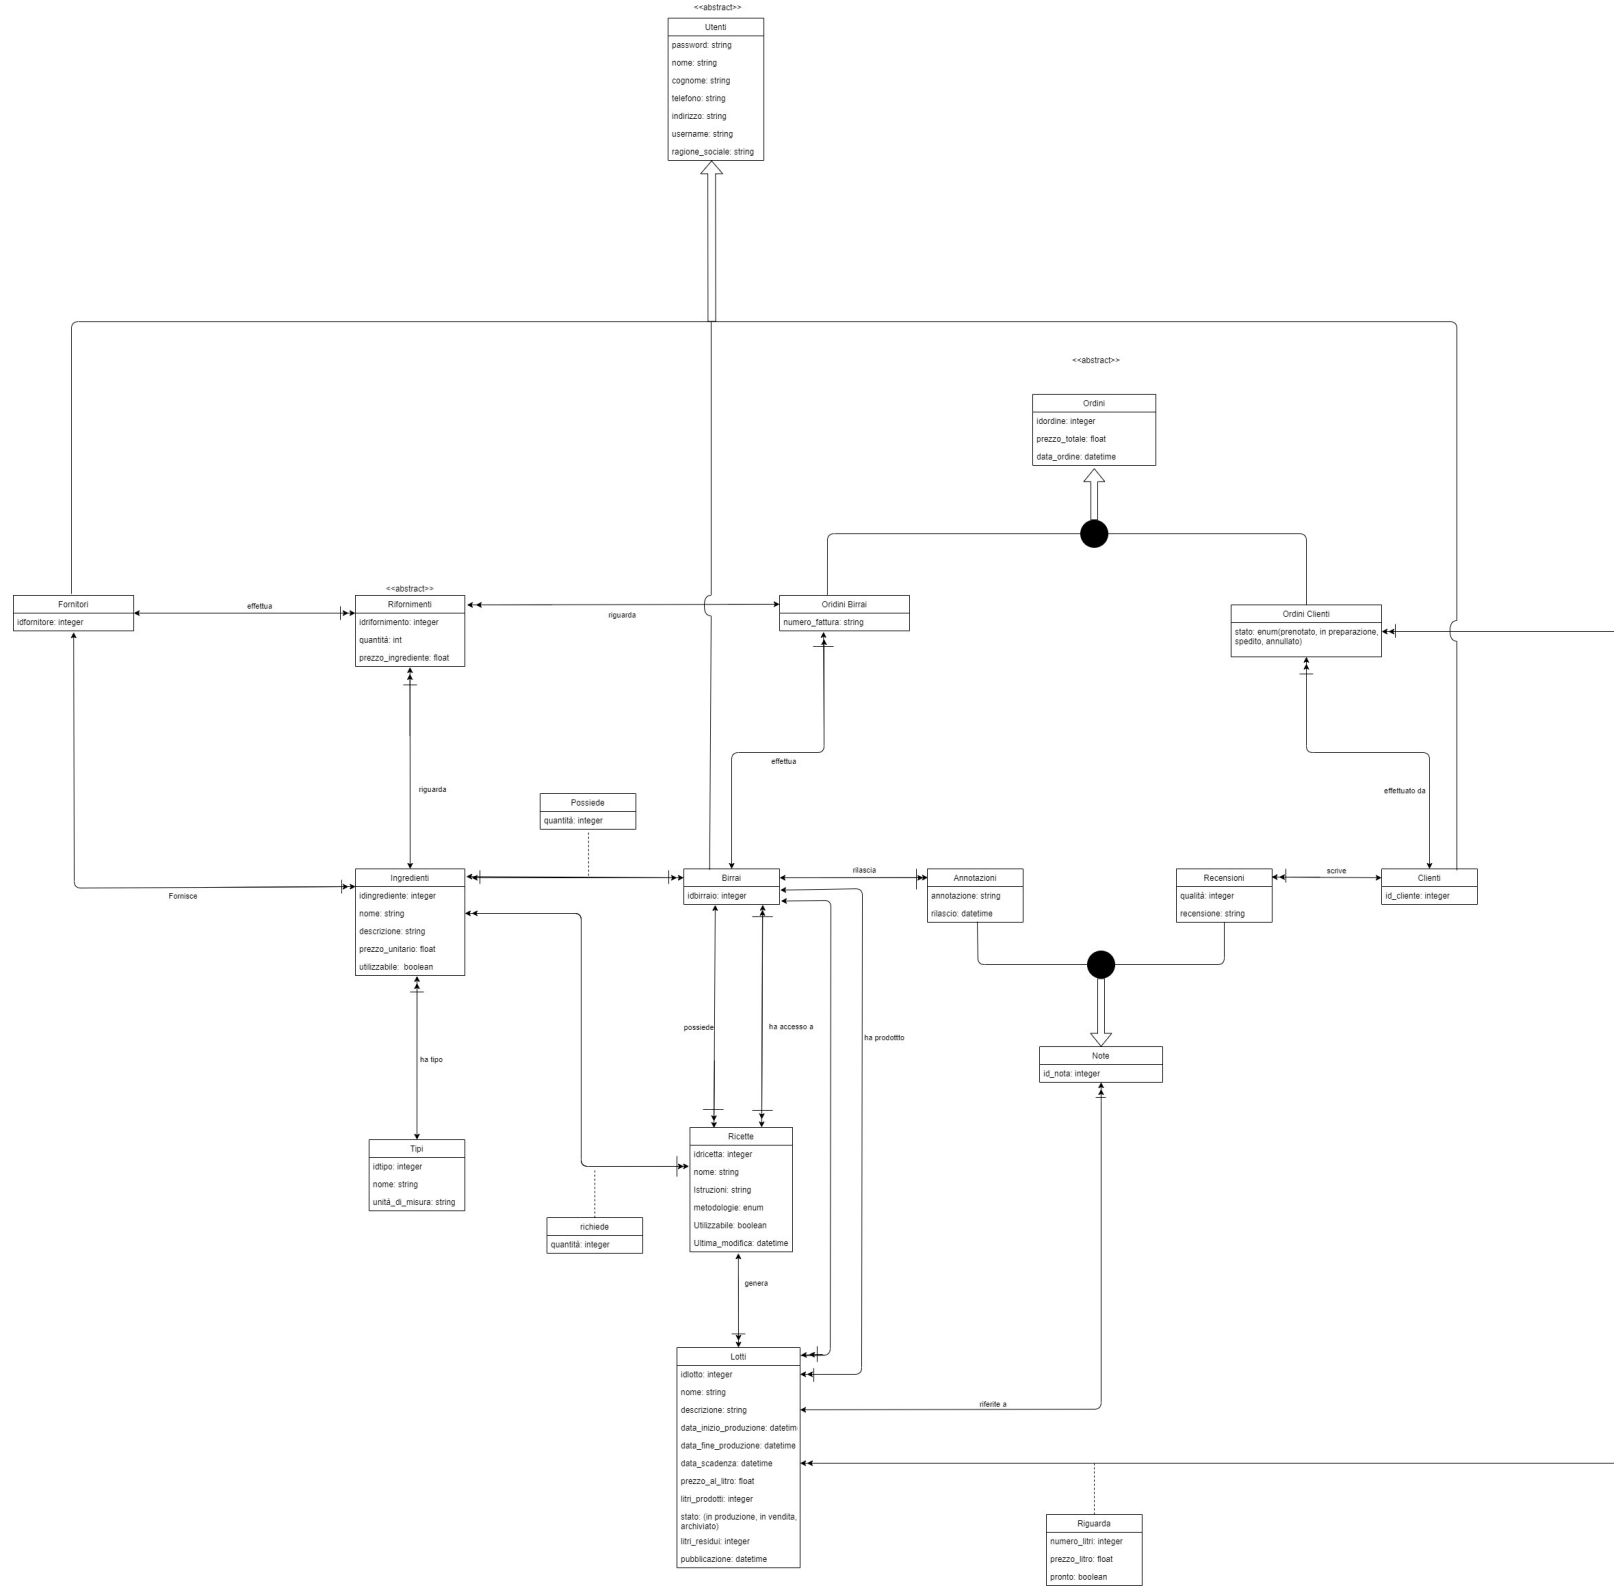 <<abstract>>
Utenti
password: string
nome: string
cognome: string
telefono: string
indirizzo: string
username: string
ragione_sociale: string
<<abstract>>
Ordini
idordine: integer
prezzo_totale: float
data_ordine: datetime
Fornitori
idfornitore: integer
effettua
<<abstract>>
Rifornimenti
idrifornimento: integer
quantitá: int
prezzo_ingrediente: float
riguarda
Oridini Birrai
numero_fattura: string
Ordini Clienti
stato: enum(prenotato, in preparazione,
spedito, annullato)
effettua
riguarda
effettuato da
Possiede
quantitá: integer
Fornisce
Ingredienti
idingrediente: integer
nome: string
descrizione: string
prezzo_unitario: float
utilizzabile:  boolean
Birrai
idbirraio: integer
rilascia
Annotazioni
annotazione: string
rilascio: datetime
Recensioni
qualitá: integer
recensione: string
scrive
Clienti
id_cliente: integer
possiede
ha accesso a
ha prodottto
ha tipo
Note
id_nota: integer
Tipi
idtipo: integer
nome: string
unitá_di_misura: string
Ricette
idricetta: integer
nome: string
Istruzioni: string
metodologie: enum
Utilizzabile: boolean
Ultima_modifica: datetime
richiede
quantitá: integer
genera
Lotti
idlotto: integer
nome: string
descrizione: string
data_inizio_produzione: datetim
data_fine_produzione: datetime
data_scadenza: datetime
prezzo_al_litro: float
litri_prodotti: integer
stato: (in produzione, in vendita,
archiviato)
litri_residui: integer
pubblicazione: datetime
riferite a
Riguarda
numero_litri: integer
prezzo_litro: float
pronto: boolean